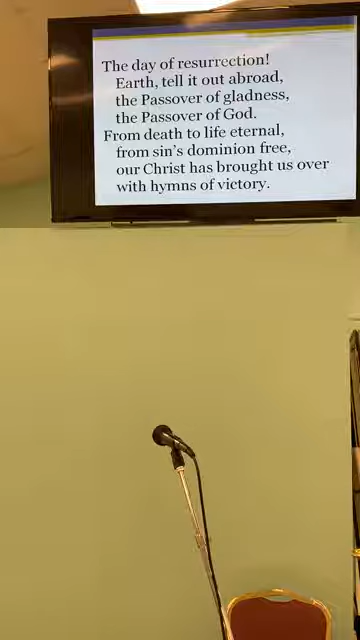 The day of resurrection!
Earth, tell it out abroad,
the Passover of gladness,
the Passover of God.
From death to life eternal,
from sin's dominion free,
our Christ has brought us over
with hymns of victory.